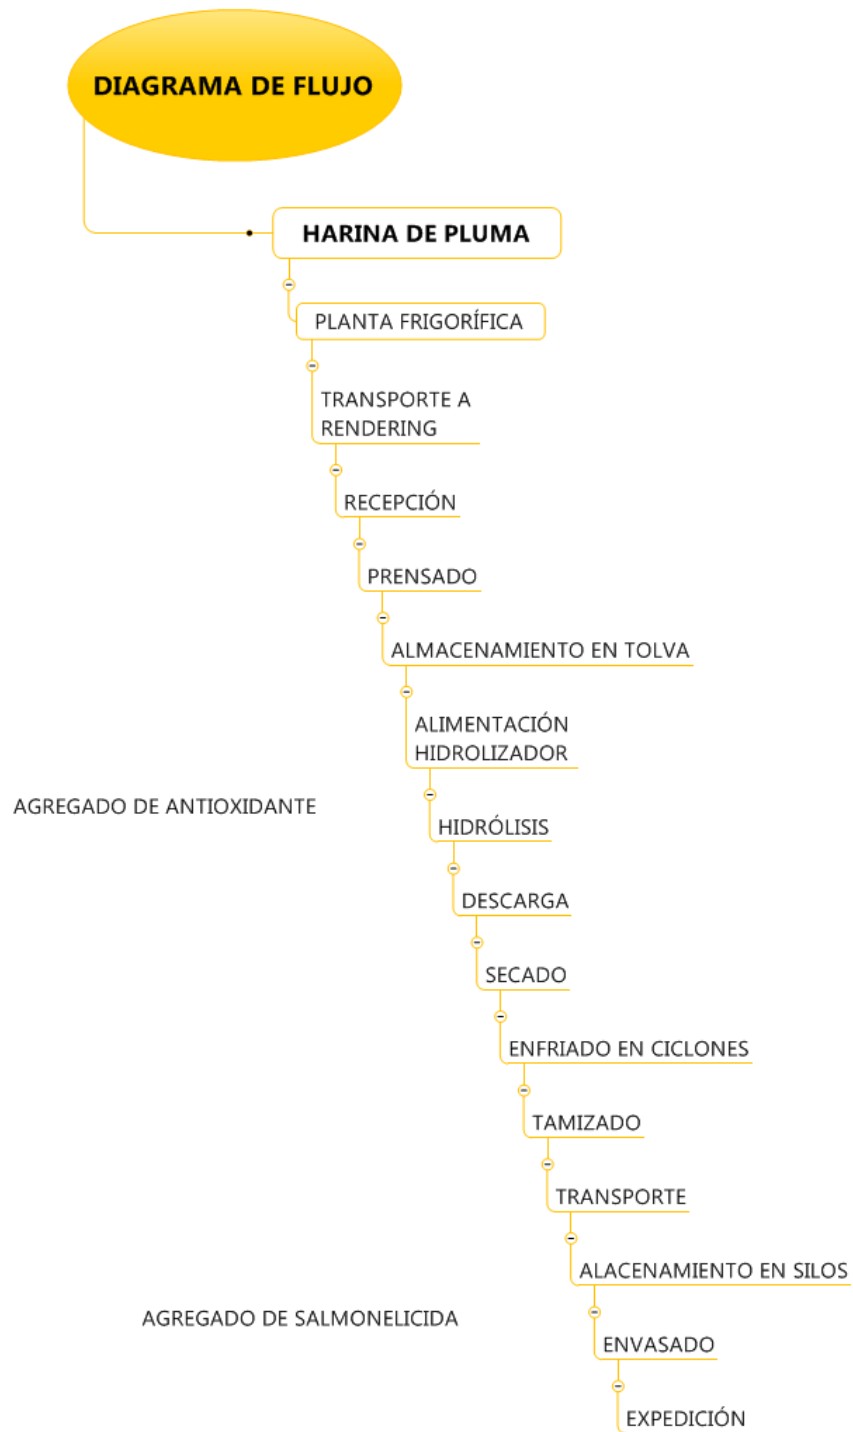 DIAGRAMA DE FLUJO
HARINA DE PLUMA
PLANTA FRIGORÍFICA
TRANSPORTE A
RENDERING
RECEPCIÓN
PRENSADO
ALMACENAMIENTO EN TOLVA
ALIMENTACIÓN
HIDROLIZADOR
AGREGADO DE ANTIOXIDANTE
HIDRÓLISIS
DESCARGA
SECADO
ENFRIADO EN CICLONES
TAMIZADO
TRANSPORTE
ALACENAMIENTO EN SILOS
AGREGADO DE SALMONELICIDA
ENVASADO
EXPEDICIÓN